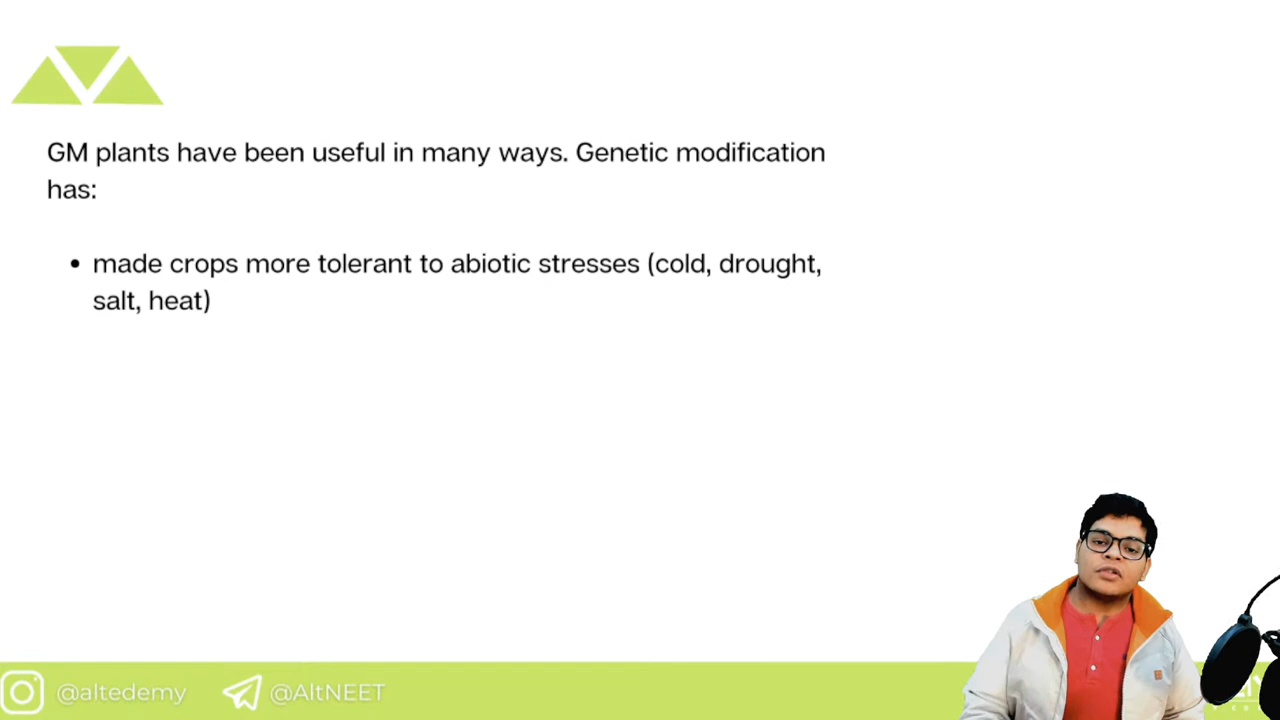 GM plants have been useful in many ways. Genetic modification
has:
• made crops more tolerant to abiotic stresses (cold, drought,
salt, heat)
@altedemy @AltNEET